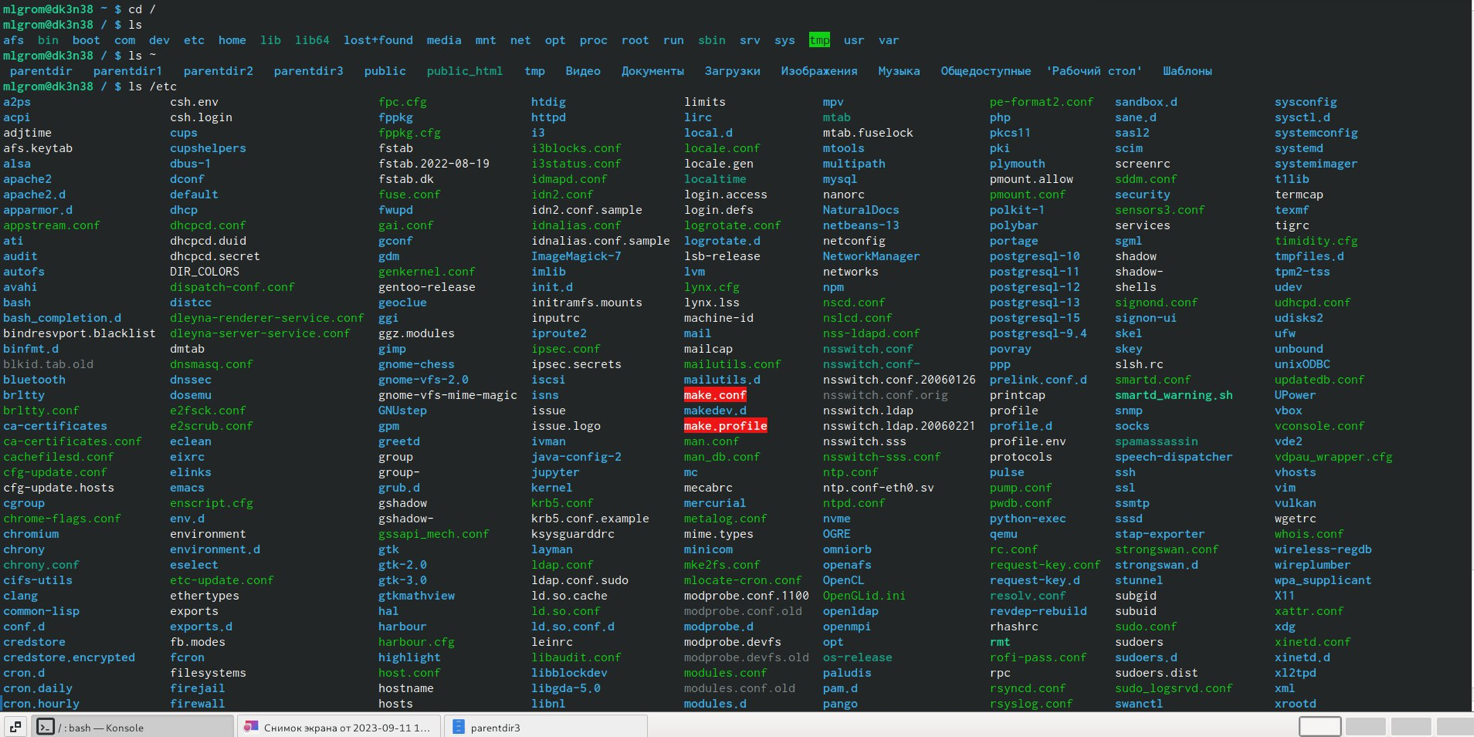 mlgrom@dk3n38 ~ $ cd /
mlgrom@dk3n38 / $ ls
afs bin boot com dev etc home lib lib64 lost+found media mnt net opt proc root run sbin srv sys tmp usr var
mlgrom@dk3n38 / $ ls ~
parentdir parentdir1 parentdir2 parentdir3 public public_html tmp Видео Документы Загрузки Изображения Музыка Общедоступные 'Рабочий стол' Шаблоны
mlgrom@dk3n38 / $ ls /etc
a2ps csh.env fpc.cfg htdig limits mpv pe-format2.conf sandbox.d sysconfig
acpi csh.login fppkg httpd lirc mtab php sane.d sysctl.d
adjtime cups fppkg.cfg i3 local.d mtab.fuselock pkcs11 sasl2 systemconfig
afs.keytab cupshelpers fstab i3blocks.conf locale.conf mtools pki scim systemd
alsa dbus-1 fstab.2022-08-19 i3status.conf locale.gen multipath plymouth screenrc systemimager
apache2 dconf fstab.dk idmapd.conf localtime mysql pmount.allow sddm.conf t1lib
apache2.d default fuse.conf idn2.conf login.access nanorc pmount.conf security termcap
apparmor.d dhcp fwupd idn2.conf.sample login.defs NaturalDocs polkit-1 sensors3.conf texmf
appstream.conf dhcpcd.conf gai.conf idnalias.conf logrotate.conf netbeans-13 polybar services tigrc
ati dhcpcd.duid gconf idnalias.conf.sample logrotate.d netconfig portage sgml timidity.cfg
audit dhcpcd.secret gdm ImageMagick-7 lsb-release NetworkManager postgresql-10 shadow tmpfiles.d
autofs DIR_COLORS genkernel.conf imlib lvm networks postgresql-11 shadow- tpm2-tss
avahi dispatch-conf.conf gentoo-release init.d lynx.cfg npm postgresql-12 shells udev
bash distcc geoclue initramfs.mounts lynx.lss nscd.conf postgresql-13 signond.conf udhcpd.conf
bash_completion.d dleyna-renderer-service.conf ggi inputrc machine-id nslcd.conf postgresql-15 signon-ui udisks2
bindresvport.blacklist dleyna-server-service.conf ggz.modules iproute2 mail nss-ldapd.conf postgresql-9.4 skel ufw
binfmt.d dmtab gimp ipsec.conf mailcap nsswitch.conf povray skey unbound
blkid.tab.old dnsmasq.conf gnome-chess ipsec.secrets mailutils.conf nsswitch.conf- ppp slsh.rc unixODBC
bluetooth dnssec gnome-vfs-2.0 iscsi mailutils.d nsswitch.conf.20060126 prelink.conf.d smartd.conf updatedb.conf
brltty dosemu gnome-vfs-mime-magic isns make.conf nsswitch.conf.orig printcap smartd_warning.sh UPower
brltty.conf e2fsck.conf GNUstep issue makedev.d nsswitch.ldap profile snmp vbox
ca-certificates e2scrub.conf gpm issue.logo make.profile nsswitch.ldap.20060221 profile.d socks vconsole.conf
ca-certificates.conf eclean greetd ivman man.conf nsswitch.sss profile.env spamassassin vde2
cachefilesd.conf eixrc group java-config-2 man_db.conf nsswitch-sss.conf protocols speech-dispatcher vdpau_wrapper.cfg
cfg-update.conf elinks group- jupyter mc ntp.conf pulse ssh vhosts
cfg-update.hosts emacs grub.d kernel mecabrc ntp.conf-eth0.sv pump.conf ssl vim
cgroup enscript.cfg gshadow krb5.conf mercurial ntpd.conf pwdb.conf ssmtp vulkan
chrome-flags.conf env.d gshadow- krb5.conf.example metalog.conf nvme python-exec sssd wgetrc
chromium environment gssapi_mech.conf ksysguarddrc mime.types OGRE qemu stap-exporter whois.conf
chrony environment.d gtk layman minicom omniorb rc.conf strongswan.conf wireless-regdb
chrony.conf eselect gtk-2.0 ldap.conf mke2fs.conf openafs request-key.conf strongswan.d wireplumber
cifs-utils etc-update.conf gtk-3.0 ldap.conf.sudo mlocate-cron.conf OpenCL request-key.d stunnel wpa_supplicant
clang ethertypes gtkmathview ld.so.cache modprobe.conf.1100 OpenGLid.ini resolv.conf subgid X11
common-lisp exports hal ld.so.conf modprobe.conf.old openldap revdep-rebuild subuid xattr.conf
conf.d exports.d harbour ld.so.conf.d modprobe.d openmpi rhashrc sudo.conf xdg
credstore fb.modes harbour.cfg leinrc modprobe.devfs opt rmt sudoers xinetd.conf
credstore.encrypted fcron highlight libaudit.conf modprobe.devfs.old os-release rofi-pass.conf sudoers.d xinetd.d
cron.d filesystems host.conf libblockdev modules.conf paludis rpc sudoers.dist xl2tpd
cron.daily firejail hostname libgda-5.0 modules.conf.old pam.d rsyncd.conf sudo_logsrvd.conf xml
cron.hourly firewall hosts libnl modules.d pango rsyslog.conf swanctl xrootd
/ : bash — Konsole Снимок экрана от 2023-09-11 1... parentdir3